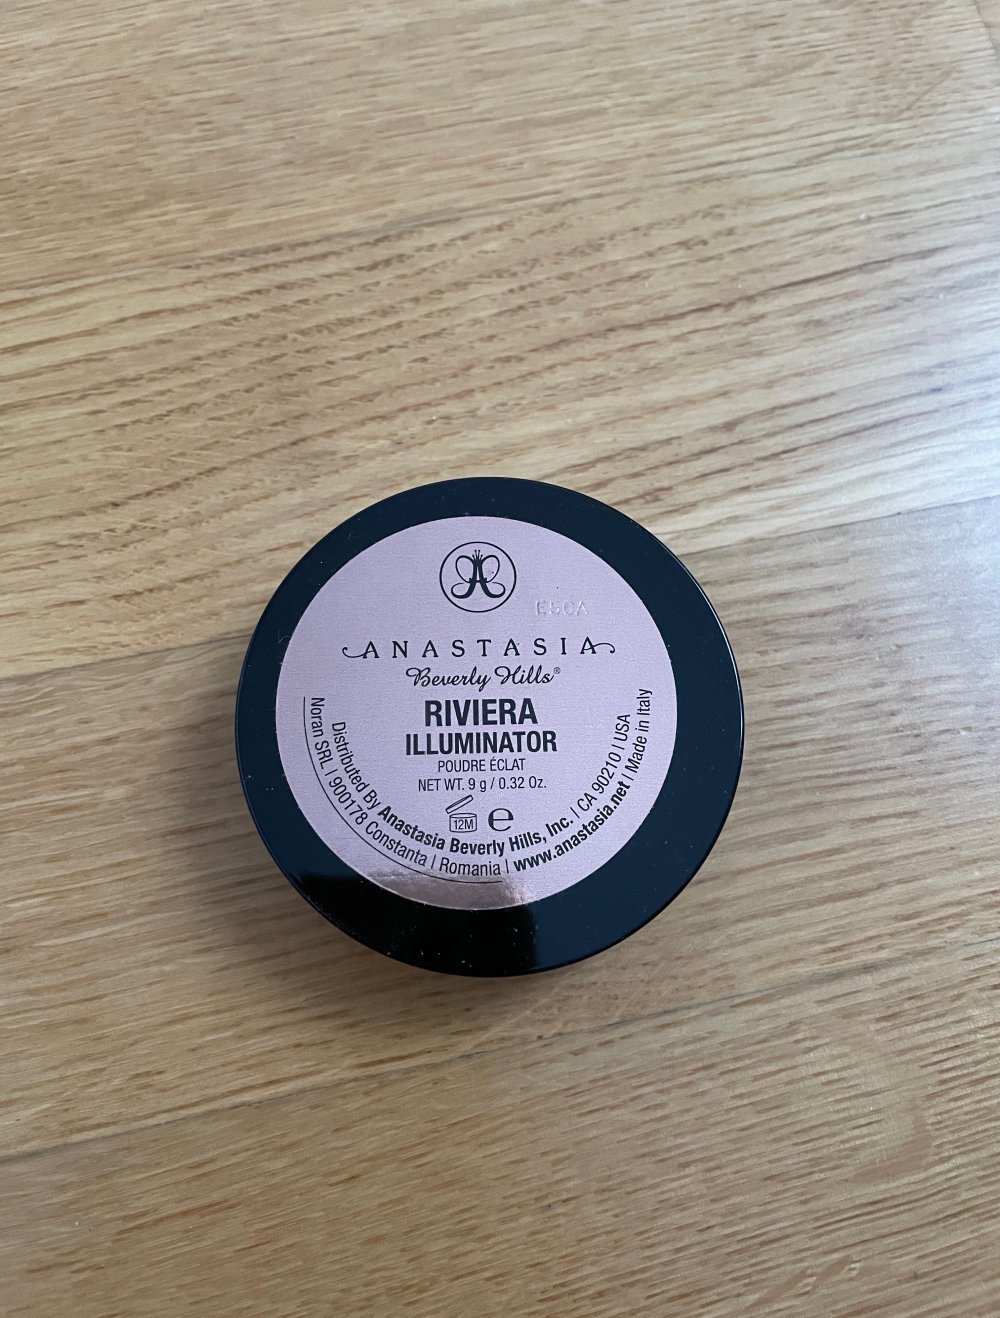 E5CA
ANASTASIA
Beverly Hills®
RIVIERA
ILLUMINATOR
POUDRE ÉCLAT
NET WT. 9 g / 0.32 Oz.
12M e
Distributed By Anastasia Beverly Hills, Inc. | CA 90210 | USA
Noran SRL | 900178 Constanta | Romania | www.anastasia.net | Made in Italy